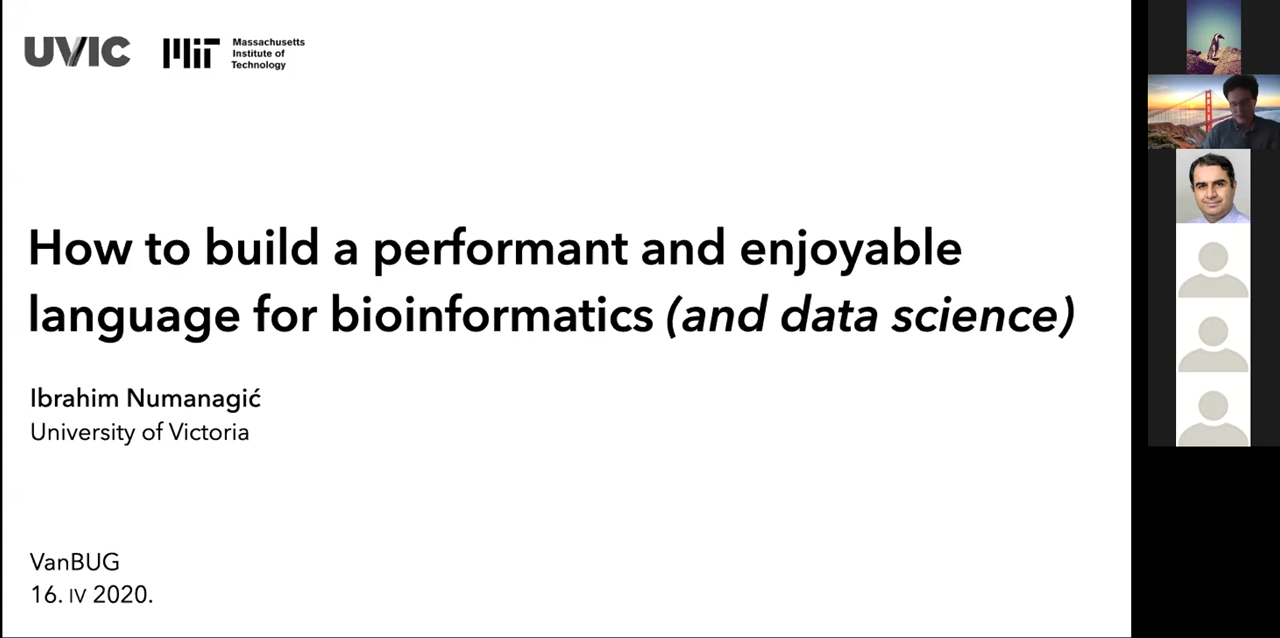 UVIC
Massachusetts
Institute of
Technology
How to build a performant and enjoyable
language for bioinformatics (and data science)
Ibrahim Numanagić
University of Victoria
VanBUG
16. IV 2020.